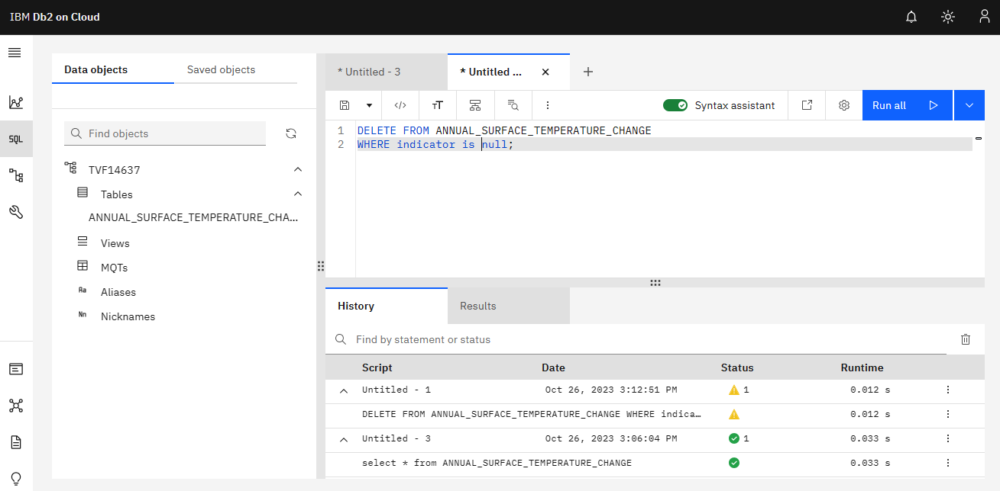 IBM Db2 on Cloud
Data objects
Saved objects
Find objects
SQL
TVF14637
Tables
ANNUAL_SURFACE_TEMPERATURE_CHA...
Views
MQTs
Aa Aliases
Nn Nicknames
* Untitled - 3
* Untitled ...
</> TT Syntax assistant Run all
1 DELETE FROM ANNUAL_SURFACE_TEMPERATURE_CHANGE
2 WHERE indicator is null;
History
Results
Find by statement or status
Script Date Status Runtime
Untitled - 1 Oct 26, 2023 3:12:51 PM 1 0.012 s
DELETE FROM ANNUAL_SURFACE_TEMPERATURE_CHANGE WHERE indica… 0.012 s
Untitled - 3 Oct 26, 2023 3:06:04 PM 1 0.033 s
select * from ANNUAL_SURFACE_TEMPERATURE_CHANGE 0.033 s